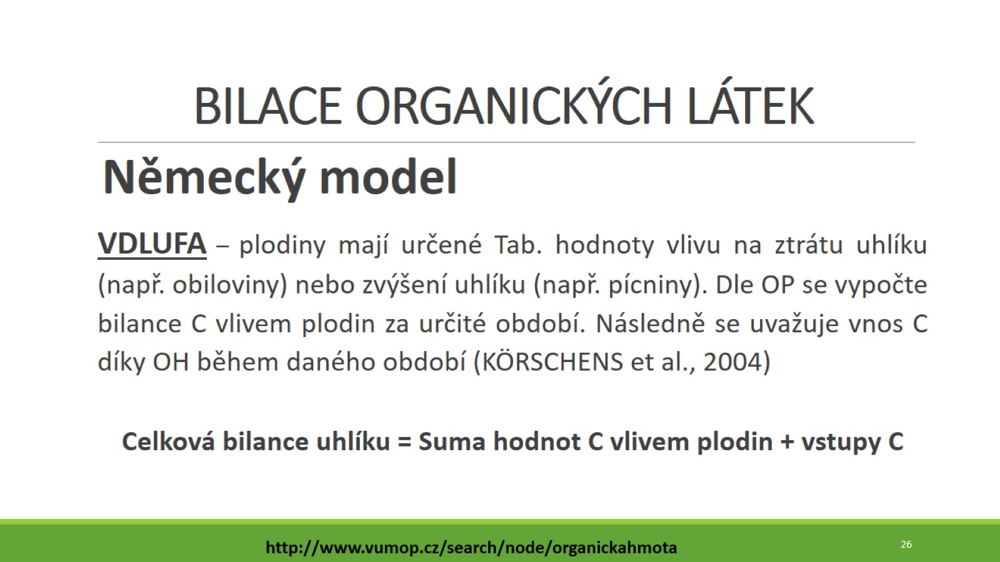 BILACE ORGANICKÝCH LÁTEK
Německý model
VDLUFA – plodiny mají určené Tab. hodnoty vlivu na ztrátu uhlíku
(např. obiloviny) nebo zvýšení uhlíku (např. pícniny). Dle OP se vypočte
bilance C vlivem plodin za určité období. Následně se uvažuje vnos C
díky OH během daného období (KÖRSCHENS et al., 2004)
Celková bilance uhlíku = Suma hodnot C vlivem plodin + vstupy C
http://www.vumop.cz/search/node/organickahmota
26